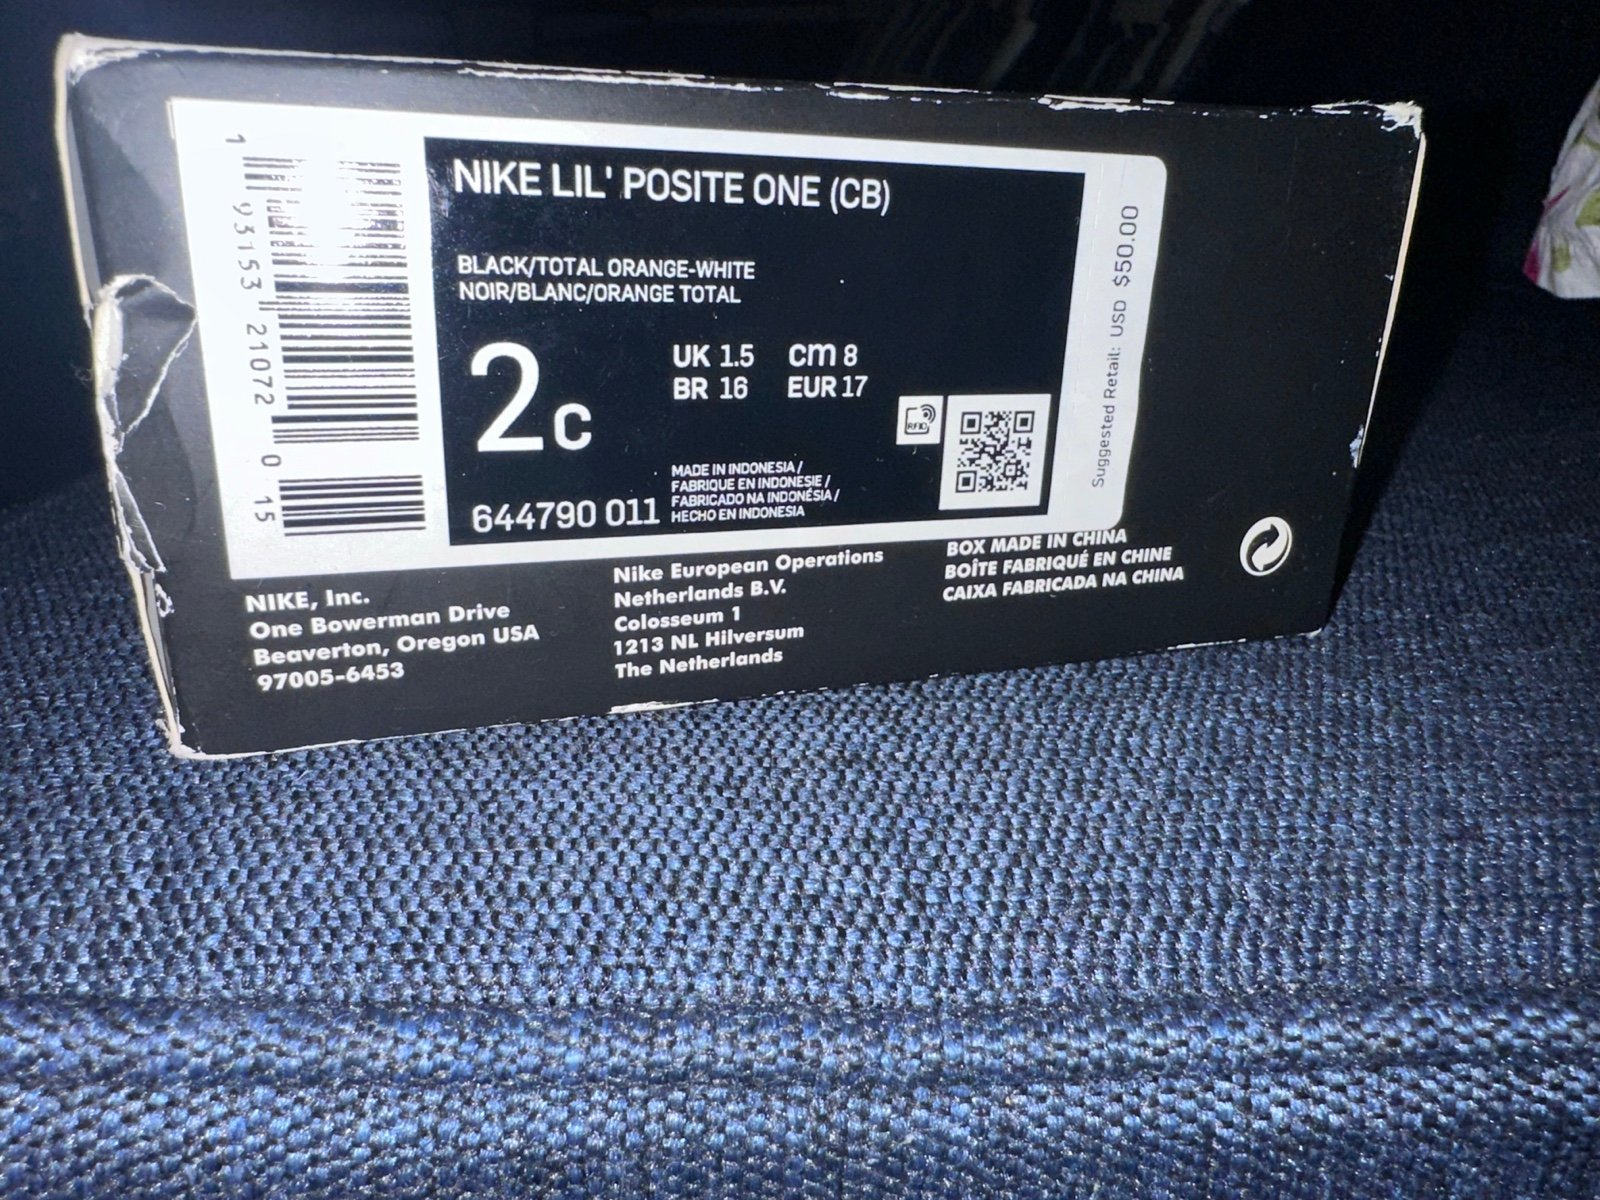 NIKE LIL' POSITE ONE (CB)
BLACK/TOTAL ORANGE-WHITE
NOIR/BLANC/ORANGE TOTAL
2c
UK 1.5 cm 8
BR 16 EUR 17
644790 011
MADE IN INDONESIA /
FABRIQUE EN INDONESIE /
FABRICADO NA INDONÉSIA /
HECHO EN INDONESIA
RFID
1 93153 21072 0 15
Suggested Retail: USD $50.00
NIKE, Inc.
One Bowerman Drive
Beaverton, Oregon USA
97005-6453
Nike European Operations
Netherlands B.V.
Colosseum 1
1213 NL Hilversum
The Netherlands
BOX MADE IN CHINA
BOÎTE FABRIQUÉ EN CHINE
CAIXA FABRICADA NA CHINA